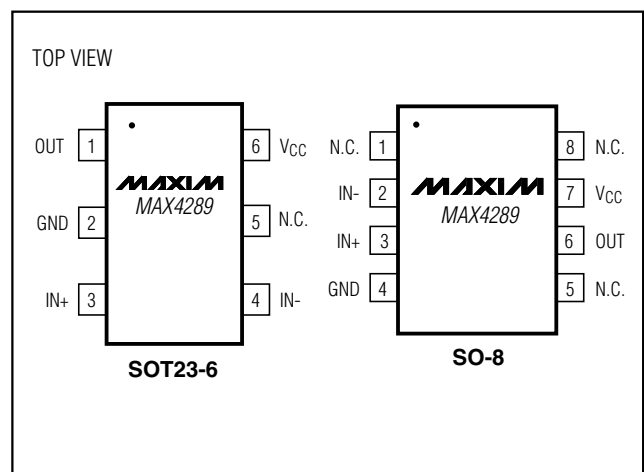 TOP VIEW
OUT 1
GND 2
IN+ 3
6 VCC
5 N.C.
4 IN-
MAXIM
MAX4289
SOT23-6
N.C. 1
IN- 2
IN+ 3
GND 4
8 N.C.
7 VCC
6 OUT
5 N.C.
MAXIM
MAX4289
SO-8